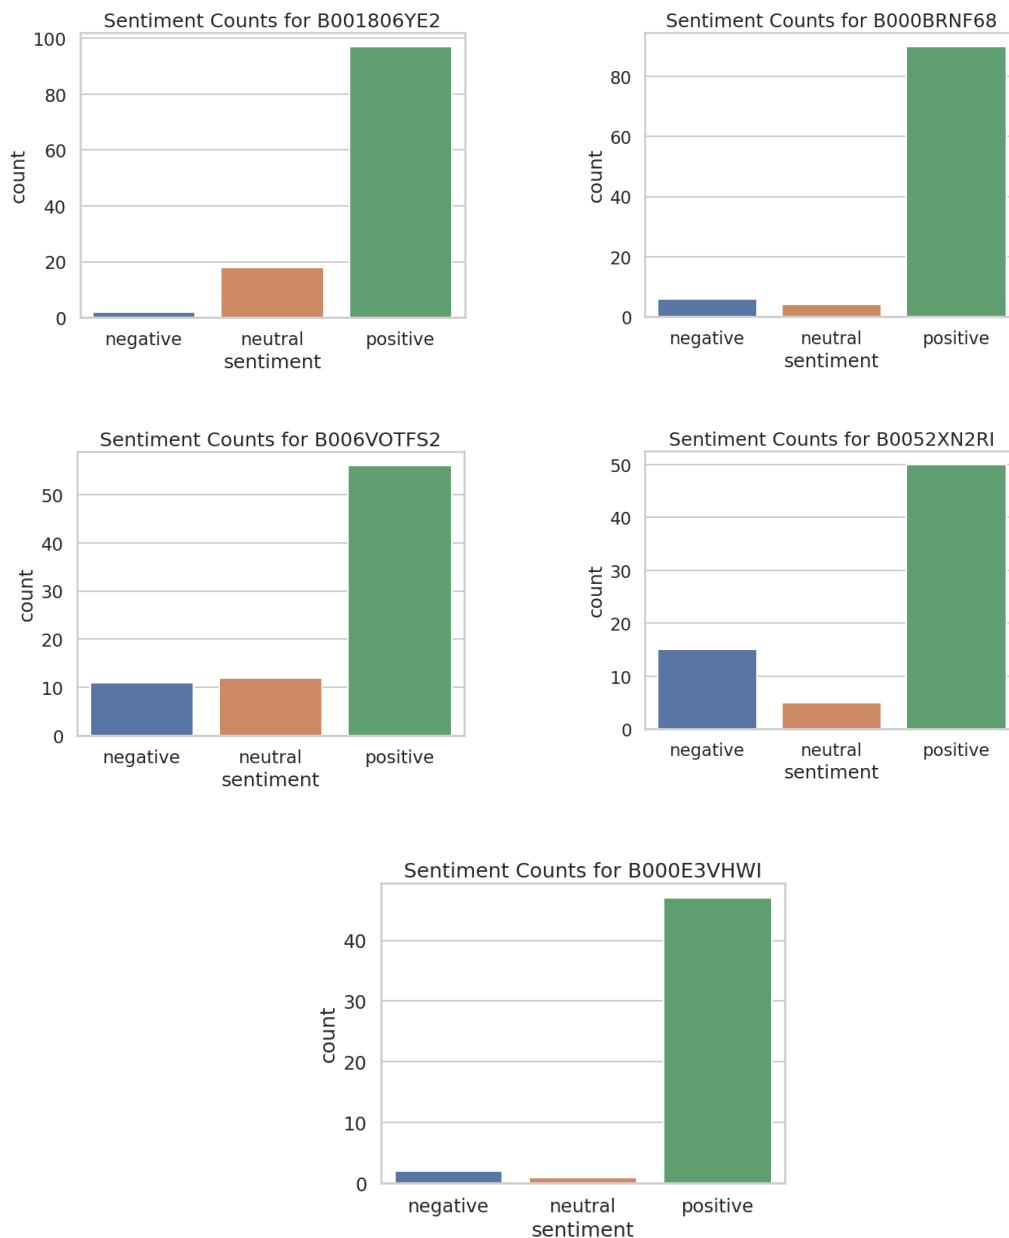 Sentiment Counts for B001806YE2
100
80
60
40
20
0
count
negative neutral positive
sentiment
Sentiment Counts for B000BRNF68
80
60
40
20
0
count
negative neutral positive
sentiment
Sentiment Counts for B006VOTFS2
50
40
30
20
10
0
count
negative neutral positive
sentiment
Sentiment Counts for B0052XN2RI
50
40
30
20
10
0
count
negative neutral positive
sentiment
Sentiment Counts for B000E3VHWI
40
30
20
10
0
count
negative neutral positive
sentiment